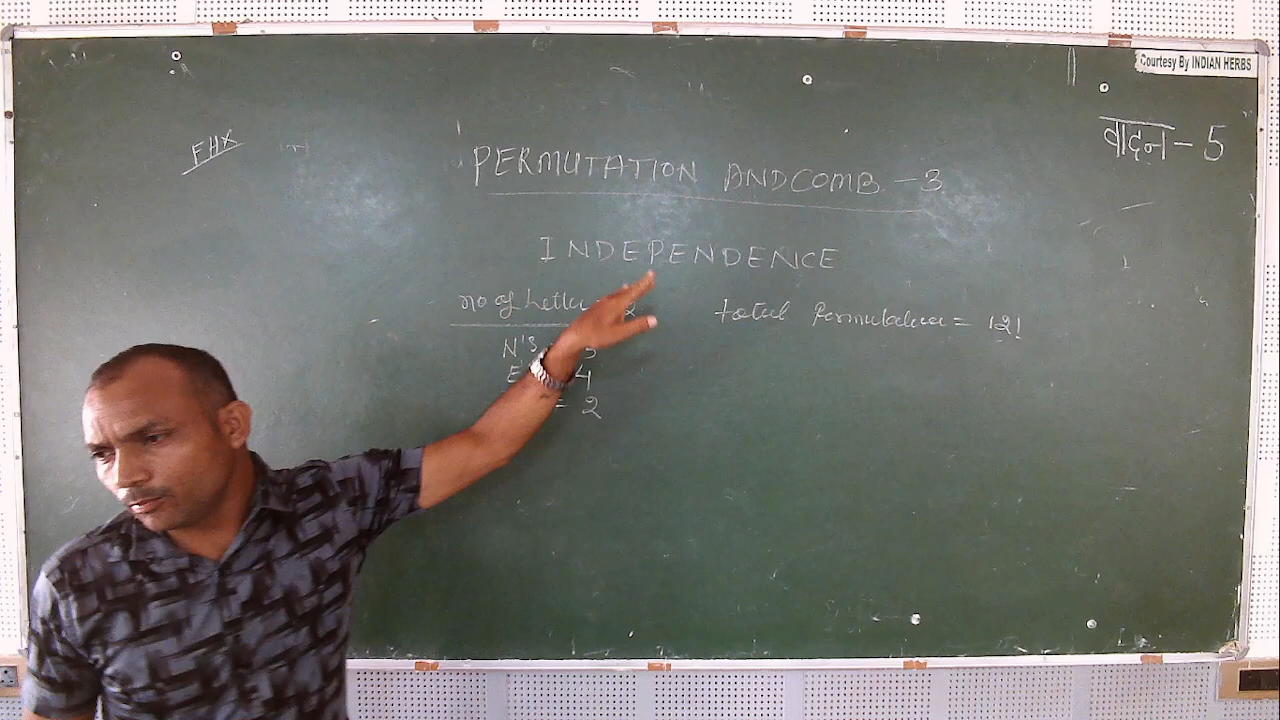 Courtesy By INDIAN HERBS
वादन - 5
FHX
PERMUTATION AND COMB - 3
INDEPENDENCE
no of Letter 2
total Permutation = 12!
N'S 3
E' 4
= 2